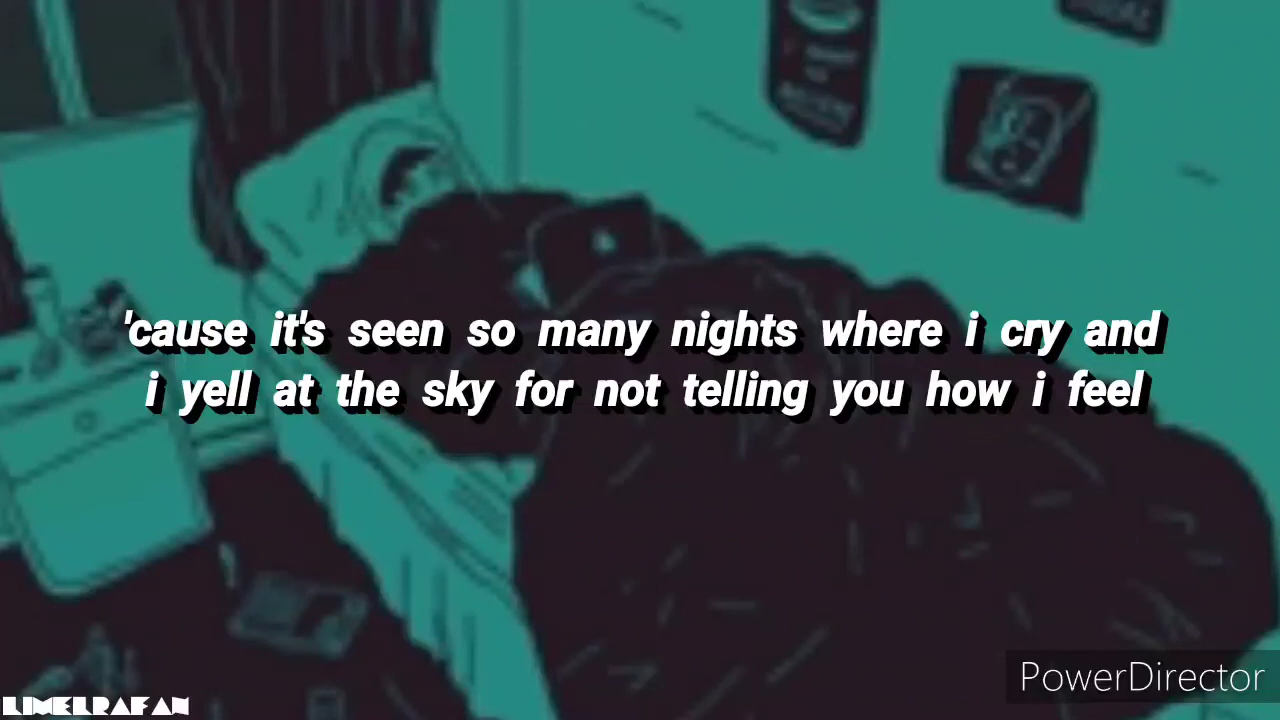 'cause it's seen so many nights where i cry and
i yell at the sky for not telling you how i feel
PowerDirector
LIMELRAFAN